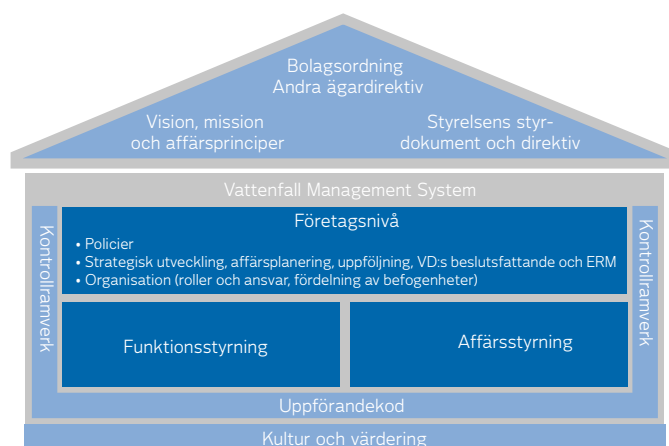 Bolagsordning
Andra ägardirektiv
Vision, mission
och affärsprinciper
Styrelsens styr-
dokument och direktiv
Vattenfall Management System
Kontrollramverk
Företagsnivå
• Policier
• Strategisk utveckling, affärsplanering, uppföljning, VD:s beslutsfattande och ERM
• Organisation (roller och ansvar, fördelning av befogenheter)
Kontrollramverk
Funktionsstyrning
Affärsstyrning
Uppförandekod
Kultur och värdering